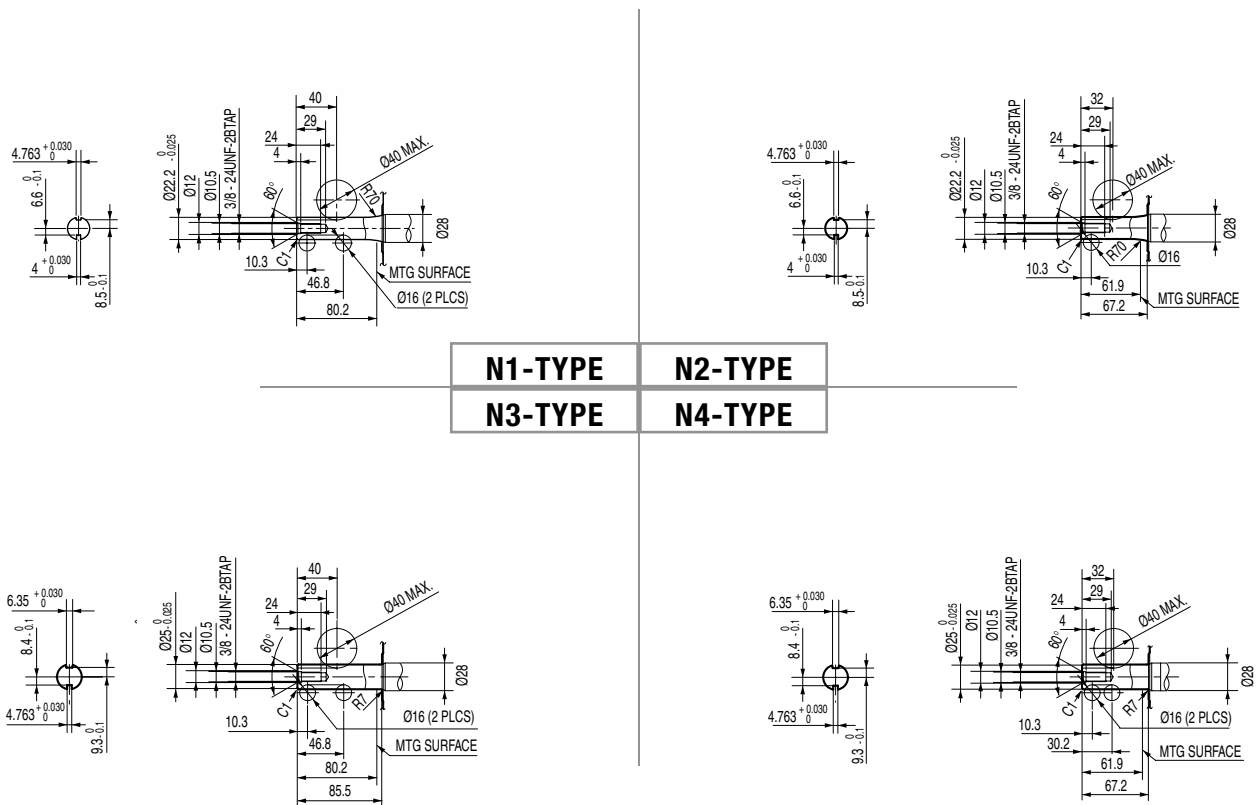 40
29
24
4
4.763 + 0.030 0
6.6 0 - 0.1
4 + 0.030 0
8.5 0 - 0.1
Ø22.2 0 - 0.025
Ø12
Ø10.5
3/8 - 24UNF-2BTAP
60°
Ø40 MAX.
R70
Ø28
C1
10.3
46.8
80.2
MTG SURFACE
Ø16 (2 PLCS)
32
29
24
4
4.763 + 0.030 0
6.6 0 - 0.1
4 + 0.030 0
8.5 0 - 0.1
Ø22.2 0 - 0.025
Ø12
Ø10.5
3/8 - 24UNF-2BTAP
60°
Ø40 MAX.
Ø28
C1
R70
Ø16
10.3
61.9
67.2
MTG SURFACE
N1-TYPE
N2-TYPE
N3-TYPE
N4-TYPE
40
29
24
4
6.35 + 0.030 0
8.4 0 - 0.1
4.763 + 0.030 0
9.3 0 - 0.1
Ø25 0 - 0.025
Ø12
Ø10.5
3/8 - 24UNF-2BTAP
60°
Ø40 MAX.
Ø28
C1
R7
Ø16 (2 PLCS)
10.3
46.8
MTG SURFACE
80.2
85.5
32
29
24
4
6.35 + 0.030 0
8.4 0 - 0.1
4.763 + 0.030 0
9.3 0 - 0.1
Ø25 0 - 0.025
Ø12
Ø10.5
3/8 - 24UNF-2BTAP
60°
Ø40 MAX.
Ø28
C1
R7
Ø16 (2 PLCS)
10.3
30.2
MTG SURFACE
61.9
67.2